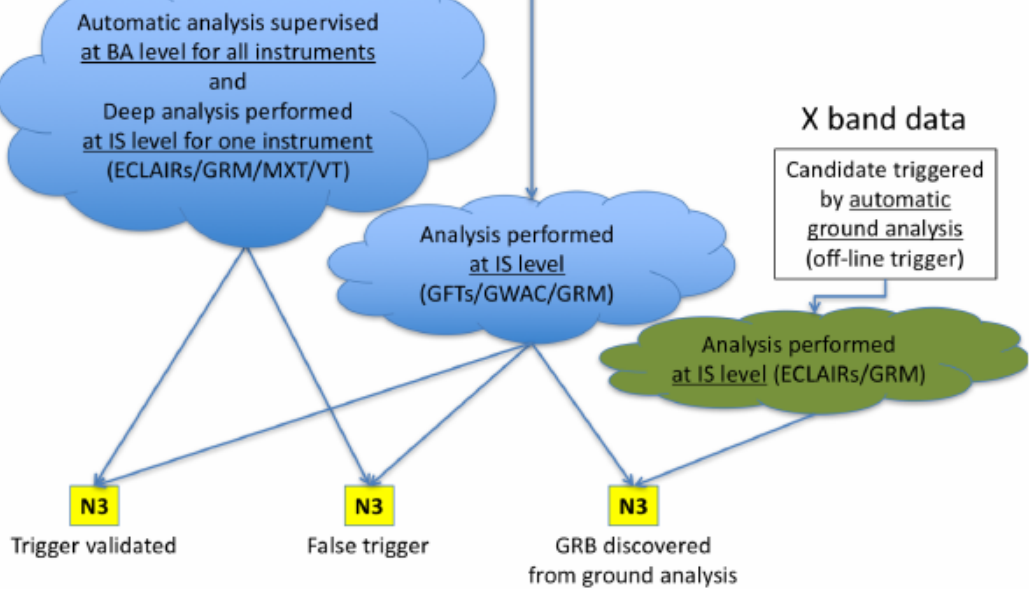 Automatic analysis supervised
at BA level for all instruments
and
Deep analysis performed
at IS level for one instrument
(ECLAIRs/GRM/MXT/VT)
X band data
Candidate triggered
by automatic
ground analysis
(off-line trigger)
Analysis performed
at IS level
(GFTs/GWAC/GRM)
Analysis performed
at IS level (ECLAIRs/GRM)
N3
Trigger validated
N3
False trigger
N3
GRB discovered
from ground analysis